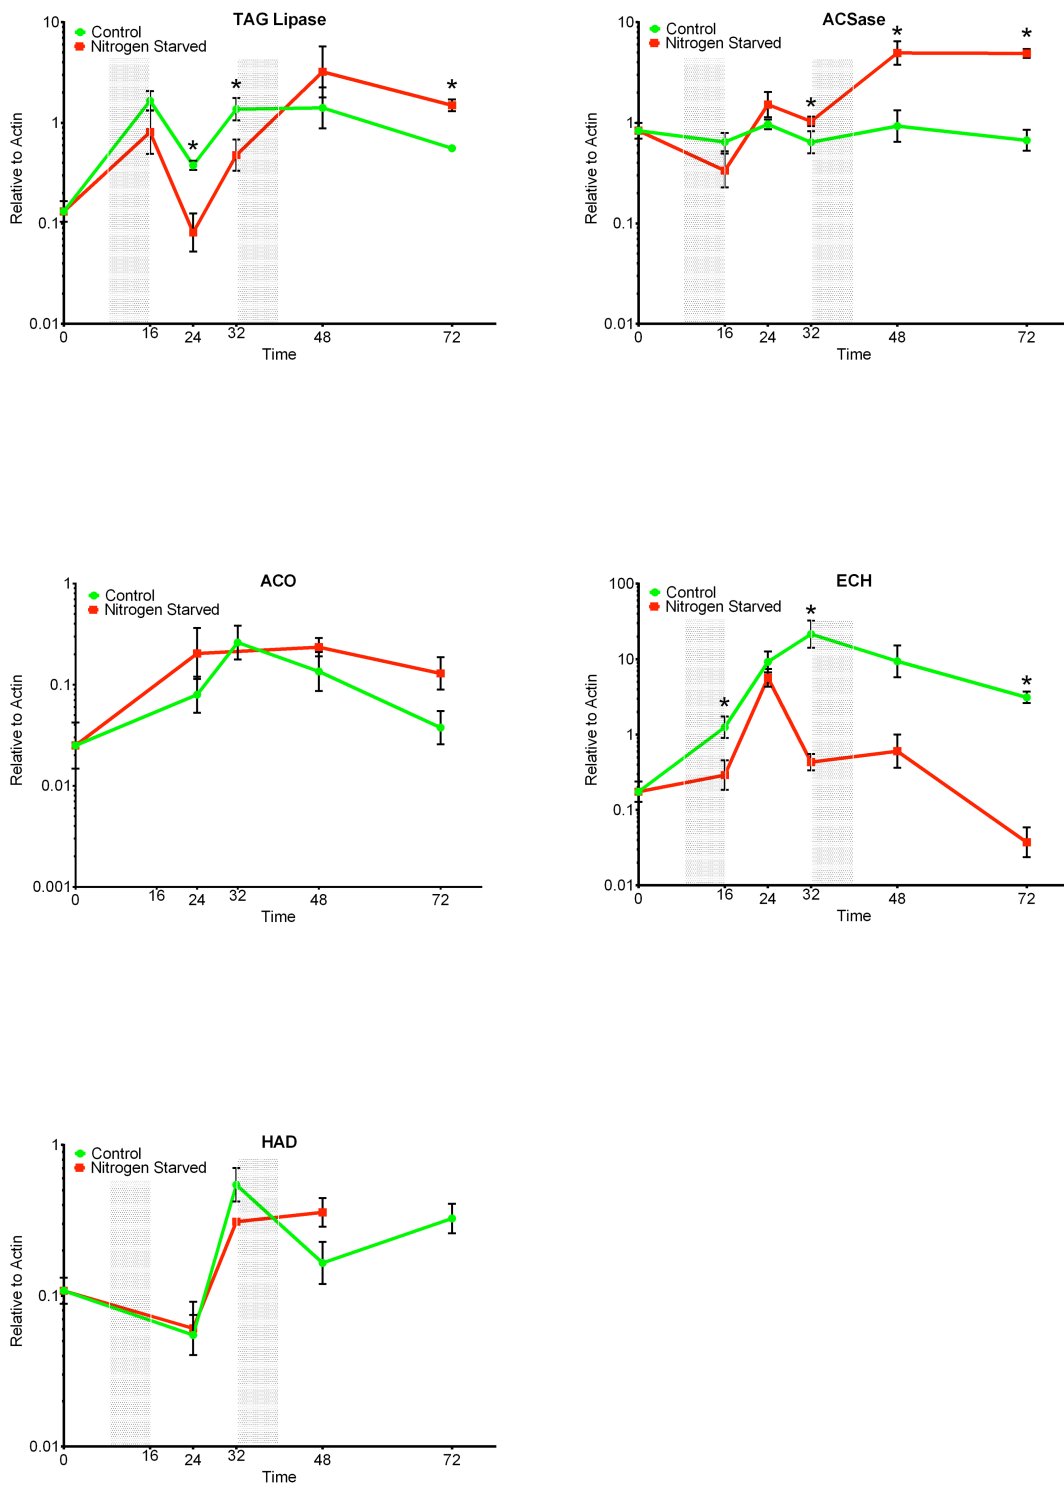 TAG Lipase
10
Control
Nitrogen Starved
*
*
*
1
0.1
0.01
0
16
24
32
48
72
Time
Relative to Actin
ACSase
10
Control
Nitrogen Starved
*
*
*
1
0.1
0.01
0
16
24
32
48
72
Time
Relative to Actin
ACO
1
Control
Nitrogen Starved
0.1
0.01
0.001
0
16
24
32
48
72
Time
Relative to Actin
ECH
100
Control
Nitrogen Starved
*
*
*
10
1
0.1
0.01
0
16
24
32
48
72
Time
Relative to Actin
HAD
1
Control
Nitrogen Starved
0.1
0.01
0
16
24
32
48
72
Time
Relative to Actin